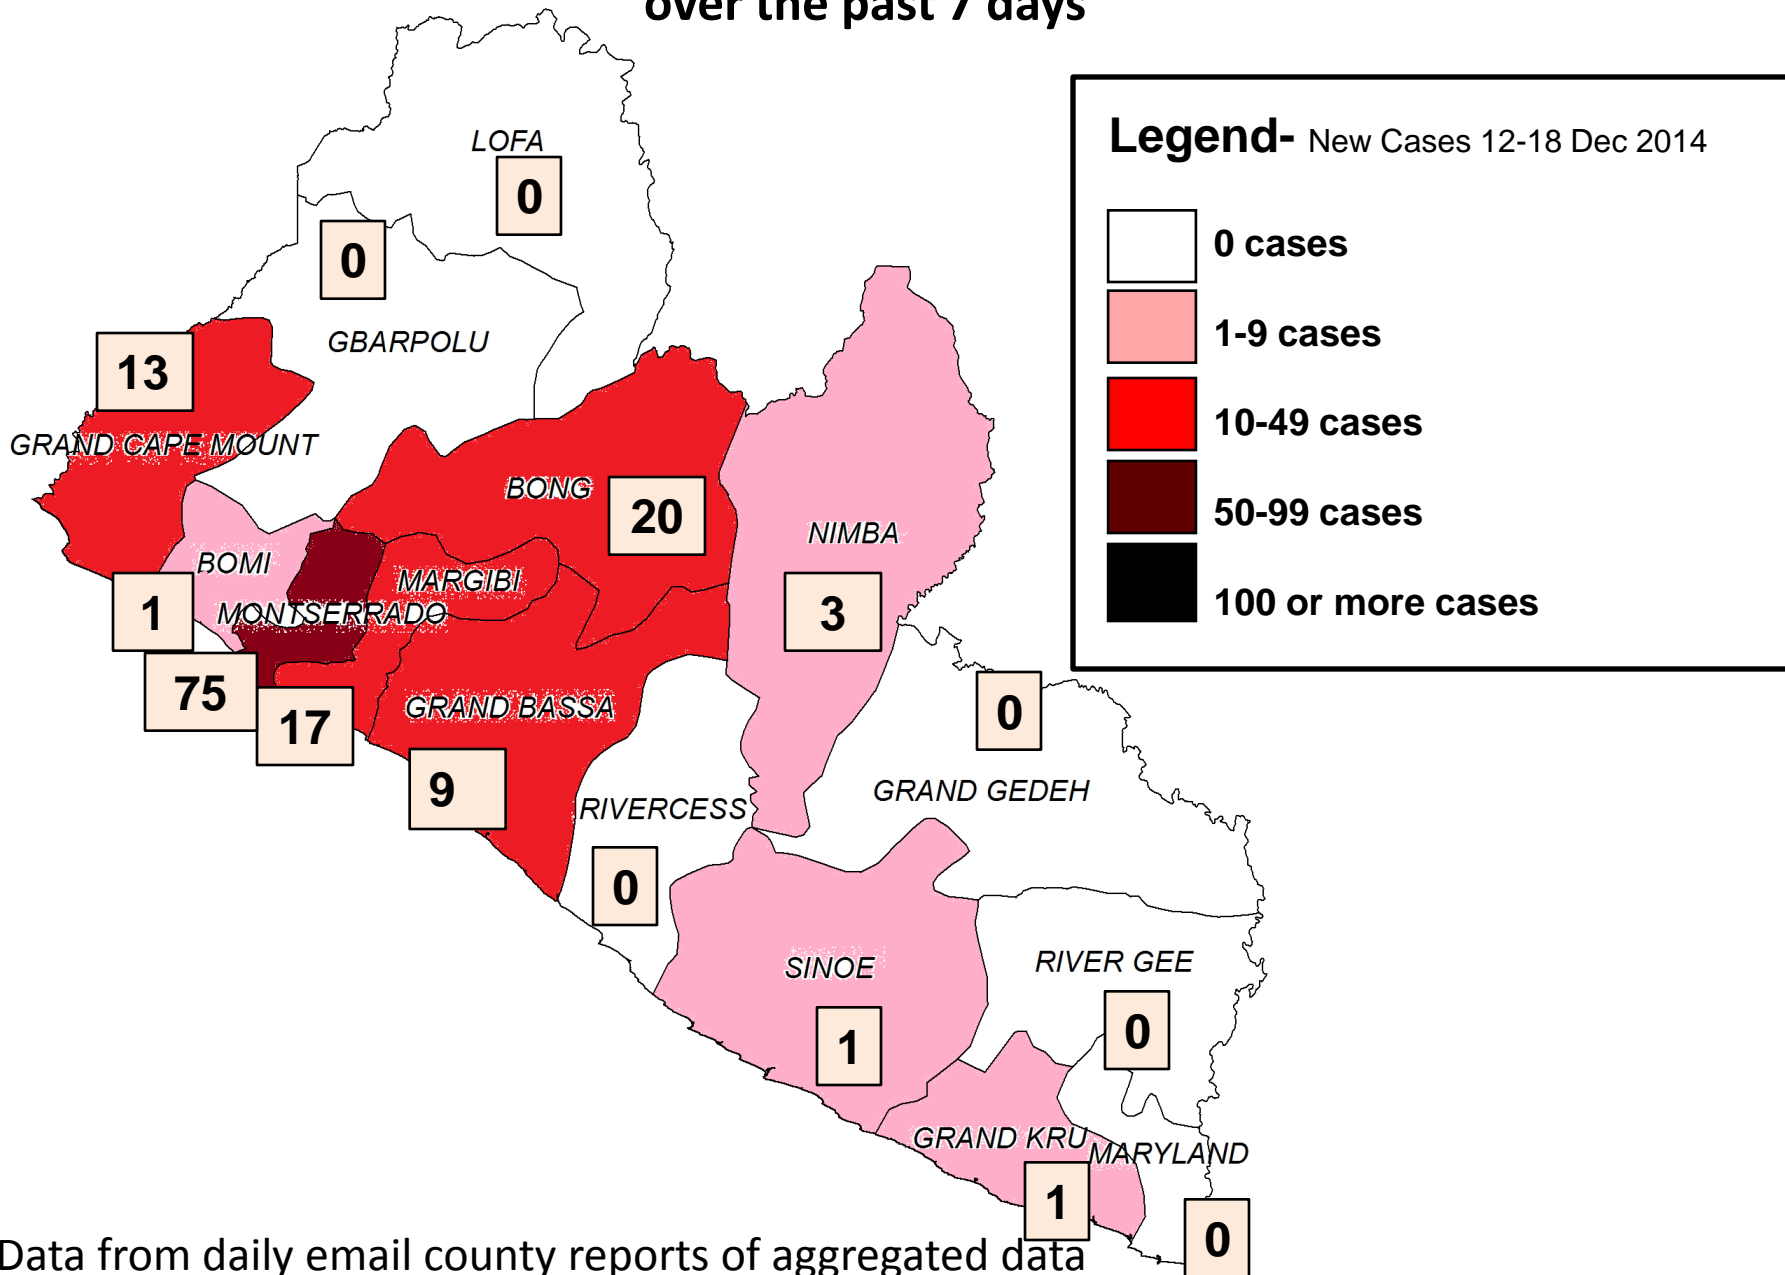 over the past 7 days
Legend- New Cases 12-18 Dec 2014
0 cases
1-9 cases
10-49 cases
50-99 cases
100 or more cases
LOFA
0
0
GBARPOLU
13
GRAND CAPE MOUNT
BONG
20
NIMBA
3
BOMI
1
MARGIBI
MONTSERRADO
75
17
GRAND BASSA
9
RIVERCESS
0
0
GRAND GEDEH
SINOE
1
RIVER GEE
0
GRAND KRU
1
MARYLAND
0
Data from daily email county reports of aggregated data